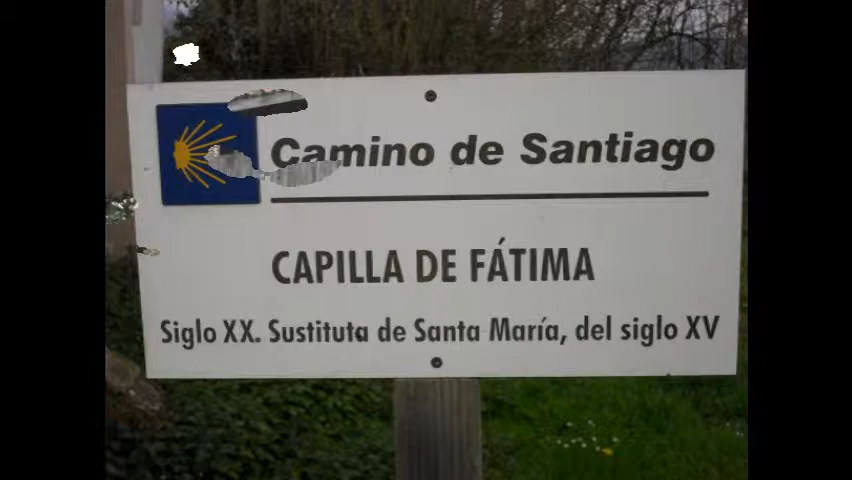 Camino de Santiago
CAPILLA DE FÁTIMA
Siglo XX. Sustituta de Santa María, del siglo XV